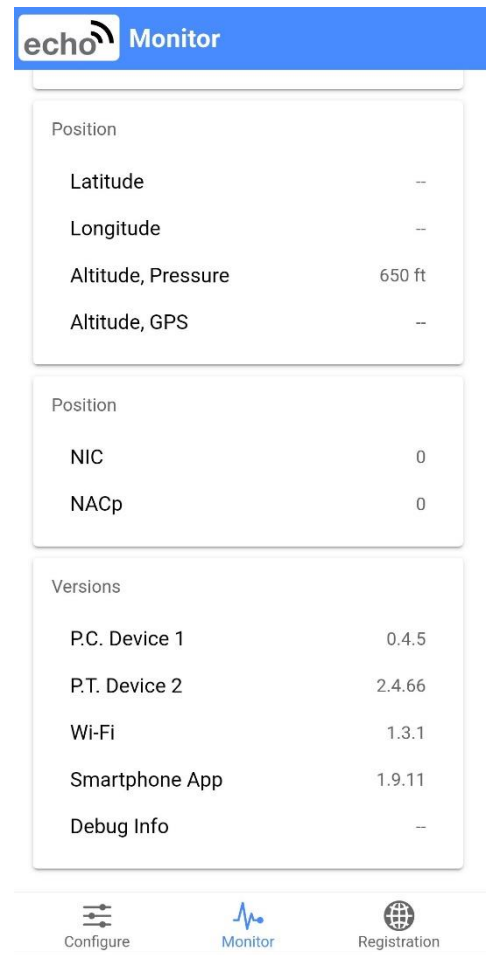 echo Monitor
Position
Latitude --
Longitude --
Altitude, Pressure 650 ft
Altitude, GPS --
Position
NIC 0
NACp 0
Versions
P.C. Device 1 0.4.5
P.T. Device 2 2.4.66
Wi-Fi 1.3.1
Smartphone App 1.9.11
Debug Info --
Configure Monitor Registration